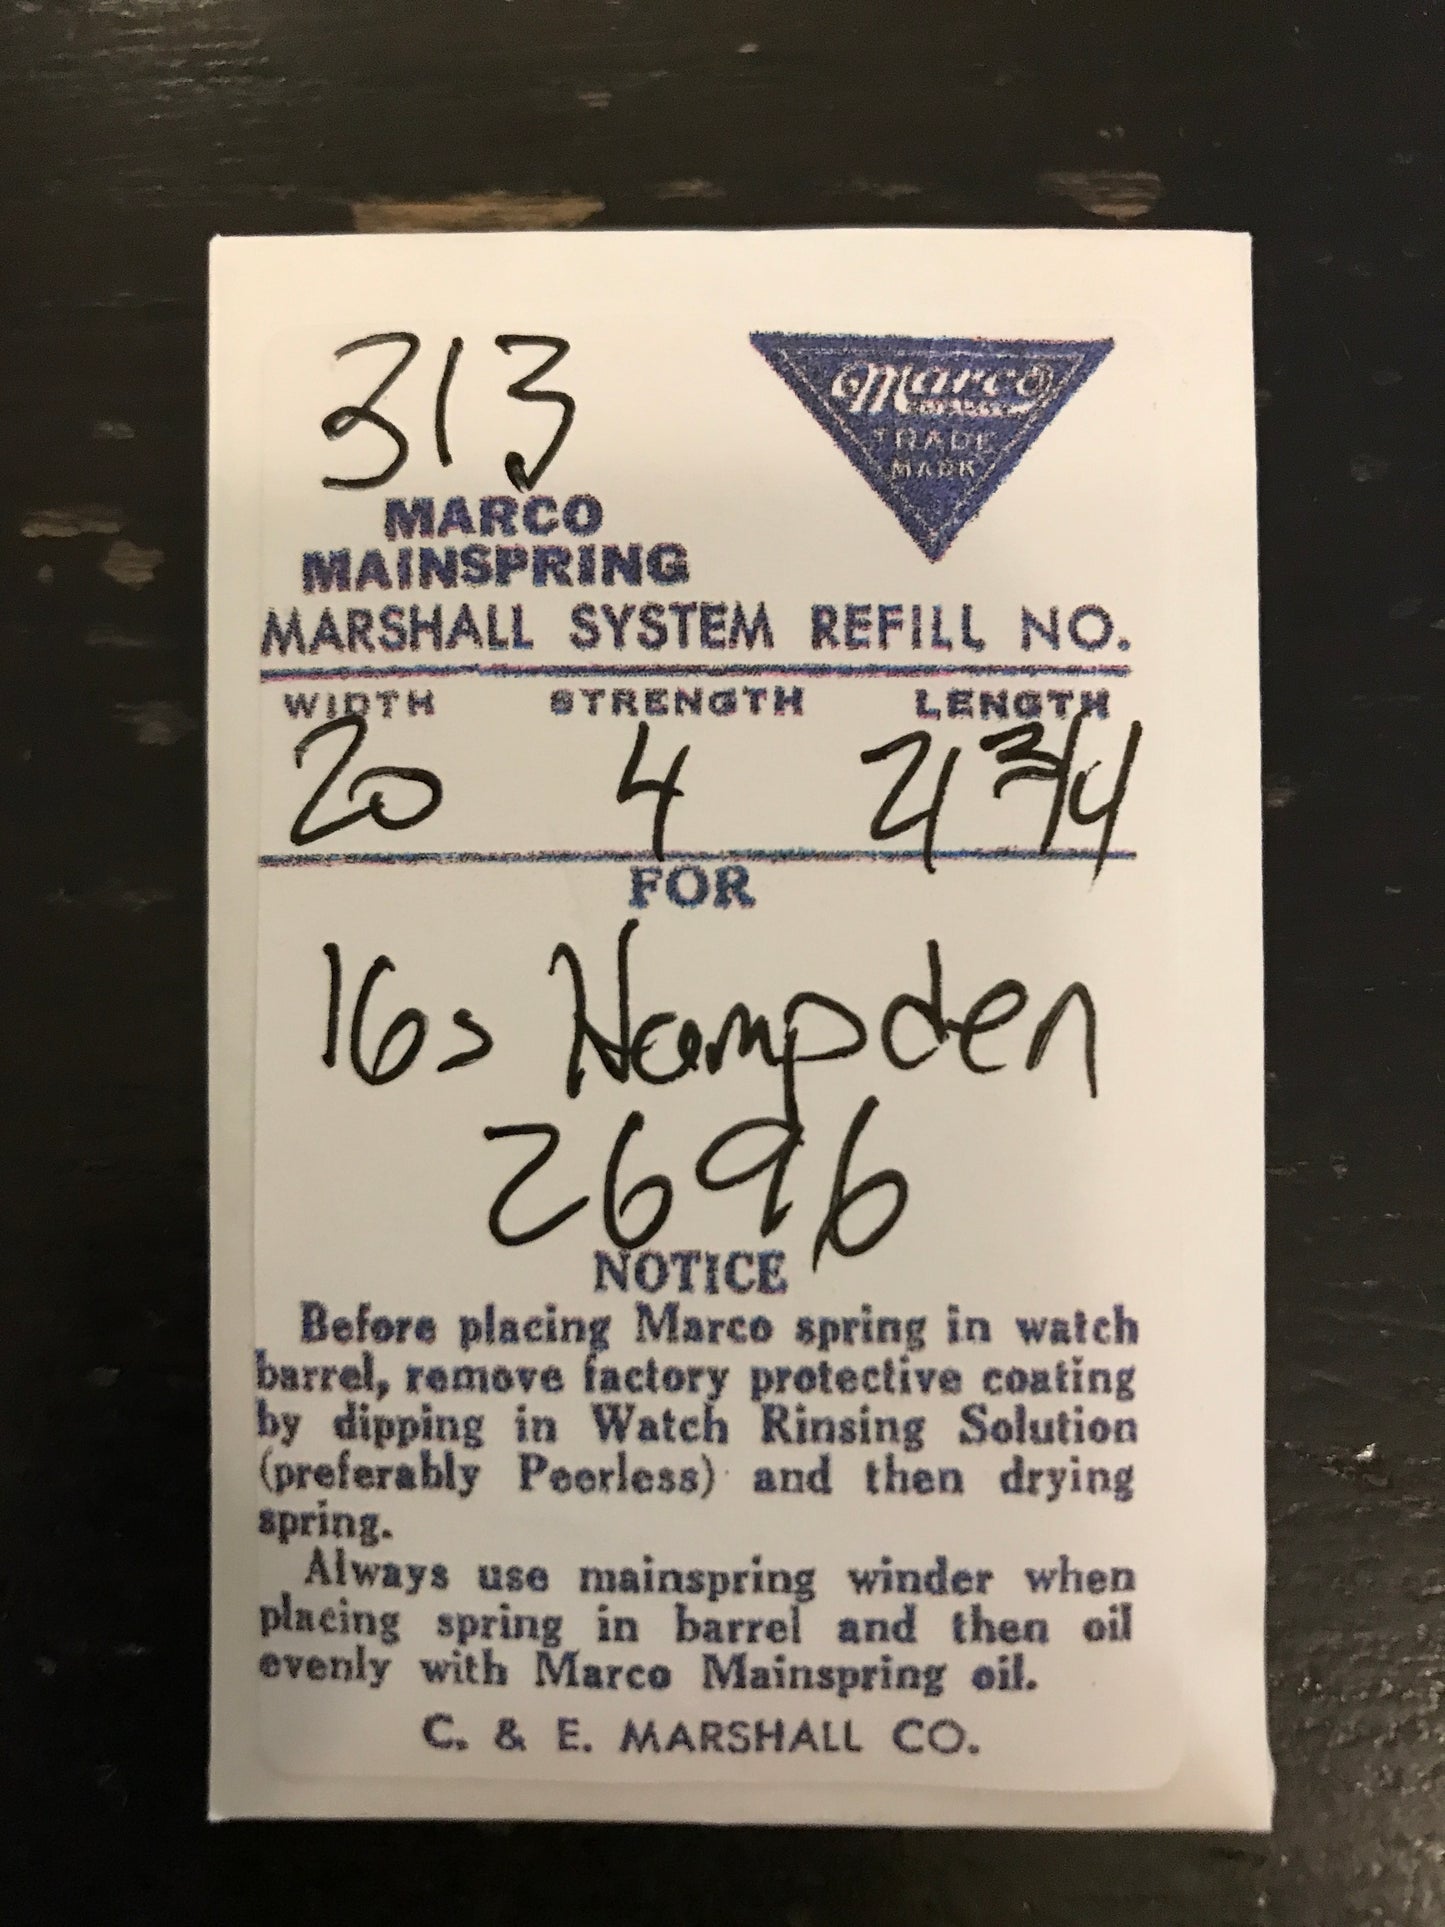 313
Marco
TRADE
MARK
MARCO
MAINSPRING
MARSHALL SYSTEM REFILL NO.
WIDTH STRENGTH LENGTH
20 4 21 3/4
FOR
16s Hampden
2696
NOTICE
Before placing Marco spring in watch
barrel, remove factory protective coating
by dipping in Watch Rinsing Solution
(preferably Peerless) and then drying
spring.
Always use mainspring winder when
placing spring in barrel and then oil
evenly with Marco Mainspring oil.
C. & E. MARSHALL CO.